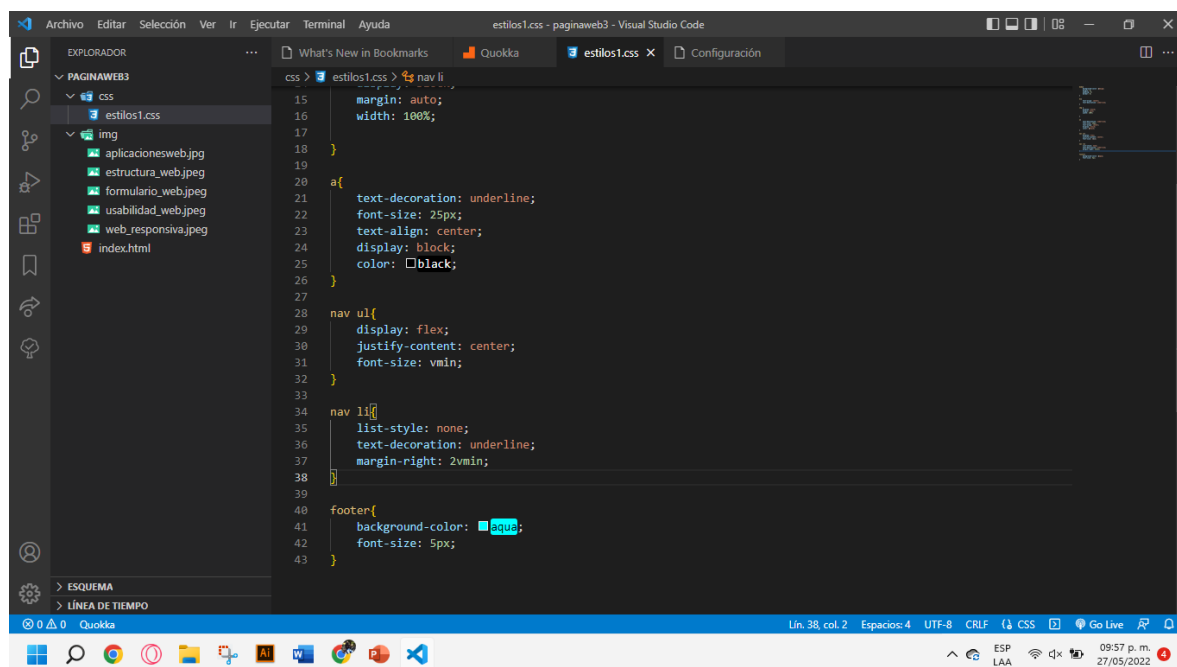 Archivo Editar Selección Ver Ir Ejecutar Terminal Ayuda estilos1.css - paginaweb3 - Visual Studio Code
EXPLORADOR ...
PAGINAWEB3
css
estilos1.css
img
aplicacionesweb.jpg
estructura_web.jpeg
formulario_web.jpeg
usabilidad_web.jpeg
web_responsiva.jpeg
index.html
ESQUEMA
LÍNEA DE TIEMPO
What's New in Bookmarks Quokka estilos1.css Configuración
css > estilos1.css > nav li
15 margin: auto;
16 width: 100%;
17
18 }
19
20 a{
21 text-decoration: underline;
22 font-size: 25px;
23 text-align: center;
24 display: block;
25 color: black;
26 }
27
28 nav ul{
29 display: flex;
30 justify-content: center;
31 font-size: vmin;
32 }
33
34 nav li{
35 list-style: none;
36 text-decoration: underline;
37 margin-right: 2vmin;
38 }
39
40 footer{
41 background-color: aqua;
42 font-size: 5px;
43 }
0 0 Quokka Lín. 38, col. 2 Espacios: 4 UTF-8 CRLF CSS Go Live
Ai ESP 09:57 p. m.
LAA 27/05/2022 4